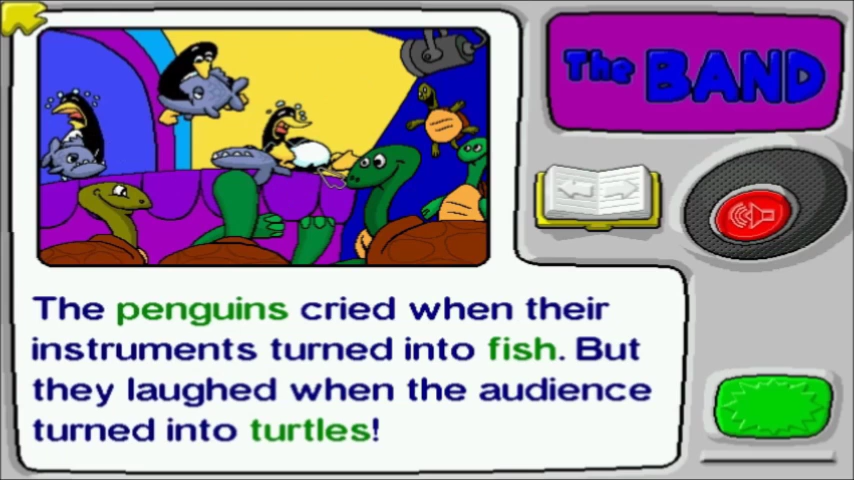 The BAND
The penguins cried when their
instruments turned into fish. But
they laughed when the audience
turned into turtles!